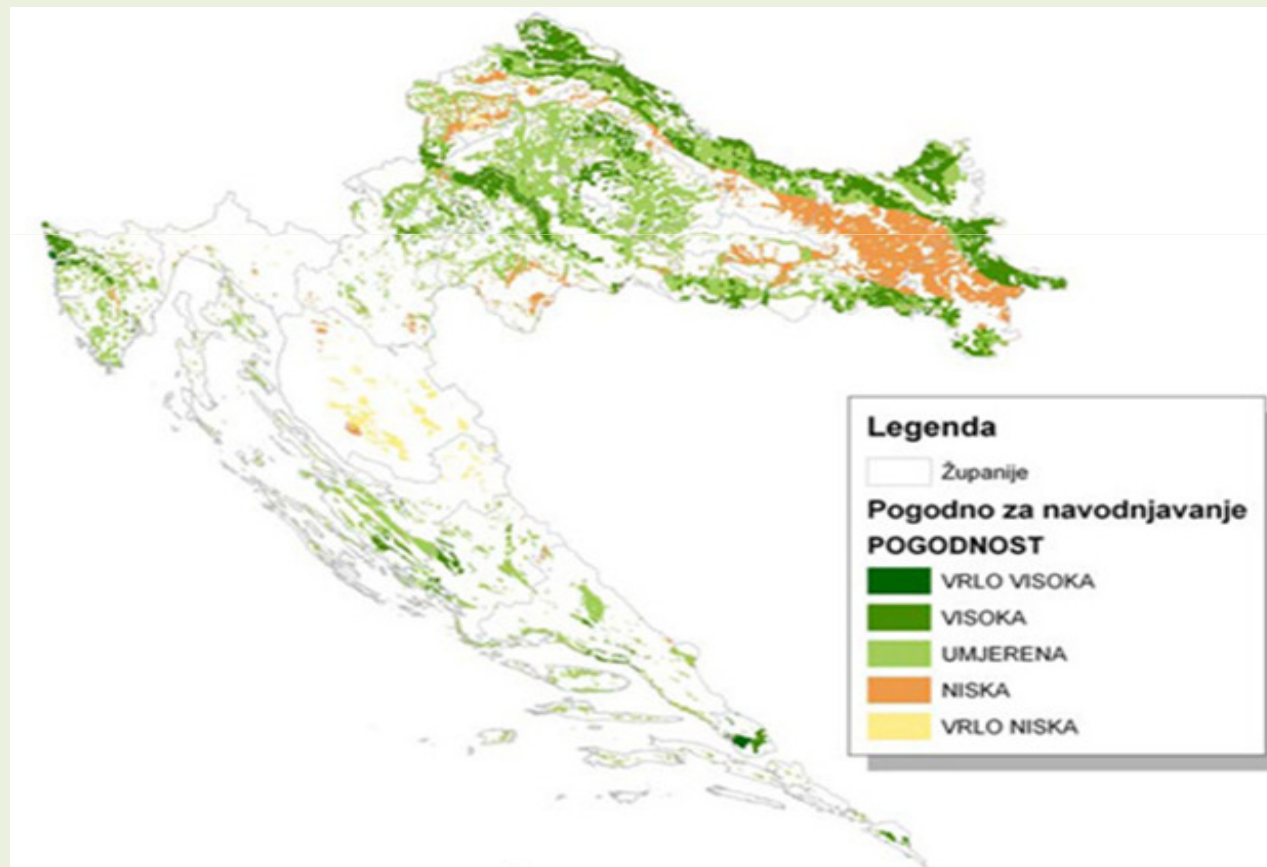 Legenda
Županije
Pogodno za navodnjavanje
POGODNOST
VRLO VISOKA
VISOKA
UMJERENA
NISKA
VRLO NISKA